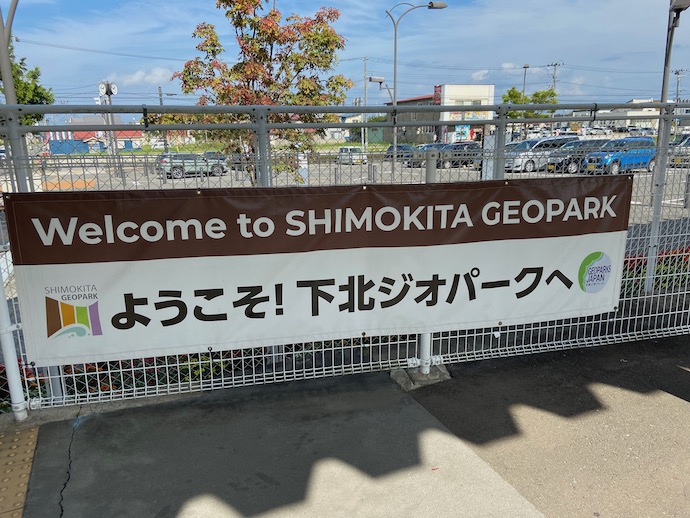 Welcome to SHIMOKITA GEOPARK
SHIMOKITA
GEOPARK
ようこそ! 下北ジオパークへ
GEOPARKS
JAPAN